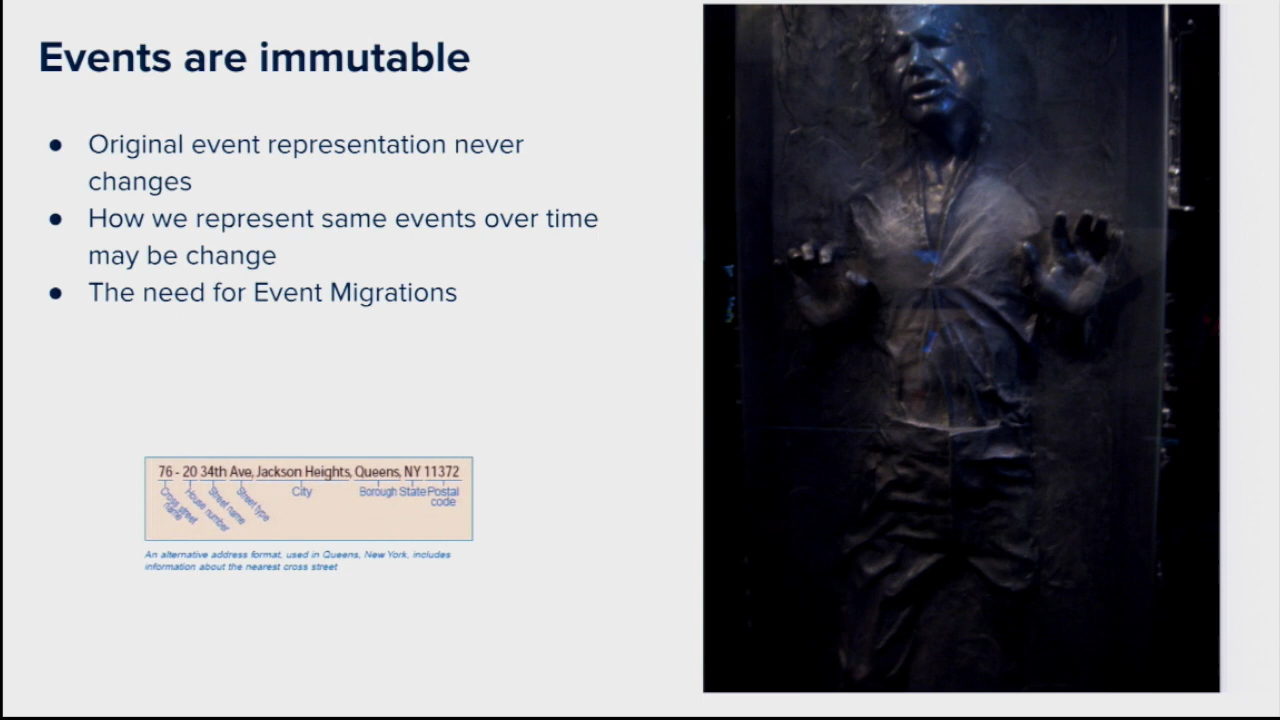 Events are immutable
● Original event representation never
changes
● How we represent same events over time
may be change
● The need for Event Migrations
76 - 20 34th Ave, Jackson Heights, Queens, NY 11372
Cross street name
House number
Street name
Street type
City
Borough
State
Postal code
An alternative address format, used in Queens, New York, includes
information about the nearest cross street